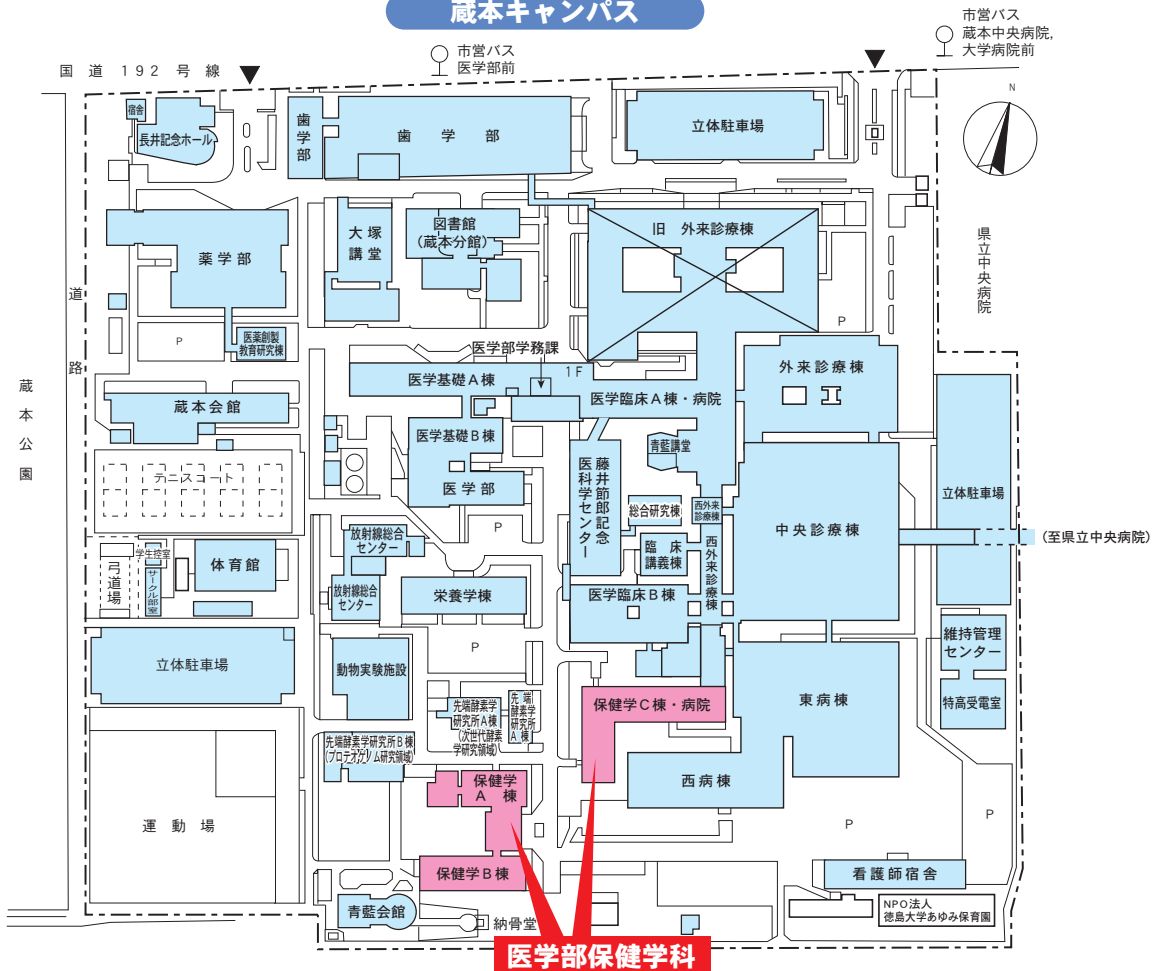 蔵本キャンパス
市営バス
蔵本中央病院,
大学病院前
市営バス
医学部前
国道192号線
N
宿舎
長井記念ホール
歯学部
歯学部
立体駐車場
県立中央病院
薬学部
大塚
講堂
図書館
(蔵本分館)
旧 外来診療棟
P
道路
P
医薬創製
教育研究棟
医学部学務課
1F
医学基礎A棟
医学臨床A棟・病院
外来診療棟
蔵本公園
蔵本会館
医学基礎B棟
青藍講堂
テニスコート
医学部
藤井節郎記念
医科学センター
総合研究棟
西外来
診療棟
中央診療棟
立体駐車場
(至県立中央病院)
P
放射線総合
センター
臨床
講義棟
西外来診療棟
学生控室
弓道場
サークル部室
体育館
放射線総合
センター
栄養学棟
医学臨床B棟
維持管理
センター
立体駐車場
動物実験施設
P
特高受電室
先端酵素学
研究所A棟
(次世代酵素
学研究領域)
先端
酵素学
研究所
A棟
保健学C棟・病院
東病棟
先端酵素学研究所B棟
(プロテオゲノム研究領域)
保健学
A棟
西病棟
運動場
P
P
保健学B棟
看護師宿舎
青藍会館
納骨堂
NPO法人
徳島大学あゆみ保育園
医学部保健学科